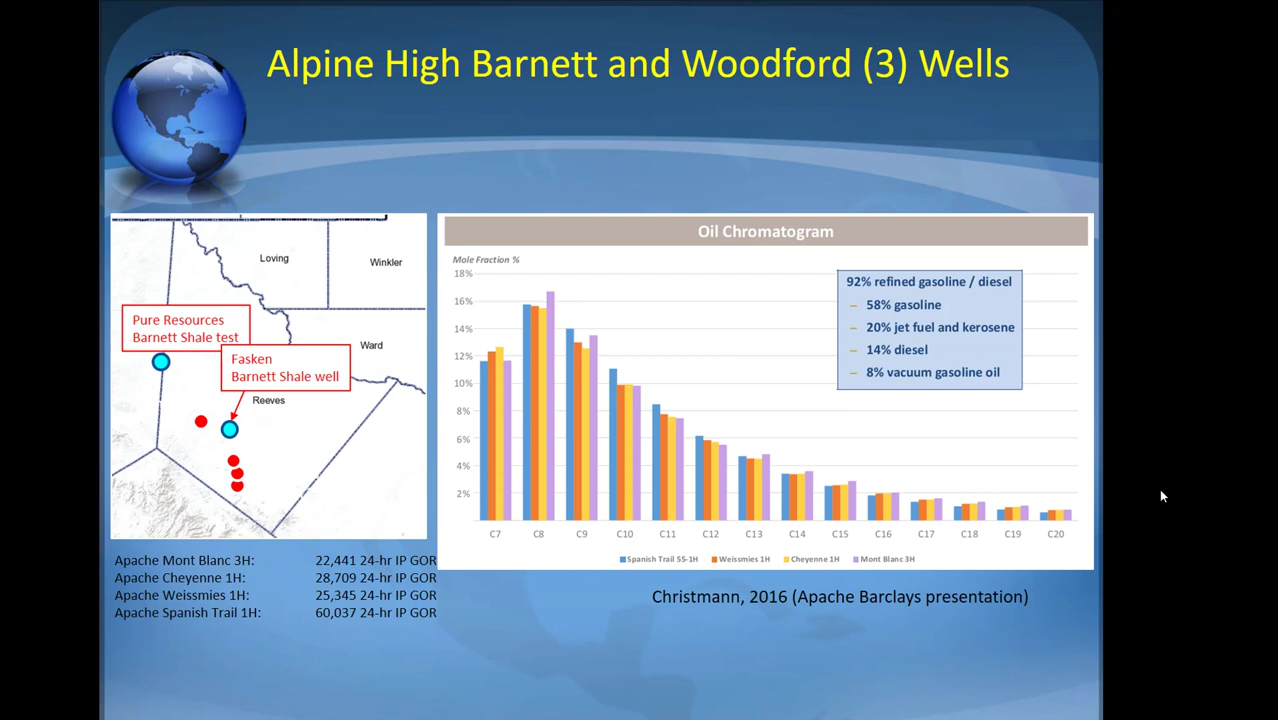 Alpine High Barnett and Woodford (3) Wells
Loving
Winkler
Pure Resources
Barnett Shale test
Ward
Fasken
Barnett Shale well
Reeves
Oil Chromatogram
Mole Fraction %
18%
16%
14%
12%
10%
8%
6%
4%
2%
92% refined gasoline / diesel
– 58% gasoline
– 20% jet fuel and kerosene
– 14% diesel
– 8% vacuum gasoline oil
C7 C8 C9 C10 C11 C12 C13 C14 C15 C16 C17 C18 C19 C20
Spanish Trail 55-1H Weissmies 1H Cheyenne 1H Mont Blanc 3H
Apache Mont Blanc 3H: 22,441 24-hr IP GOR
Apache Cheyenne 1H: 28,709 24-hr IP GOR
Apache Weissmies 1H: 25,345 24-hr IP GOR
Apache Spanish Trail 1H: 60,037 24-hr IP GOR
Christmann, 2016 (Apache Barclays presentation)